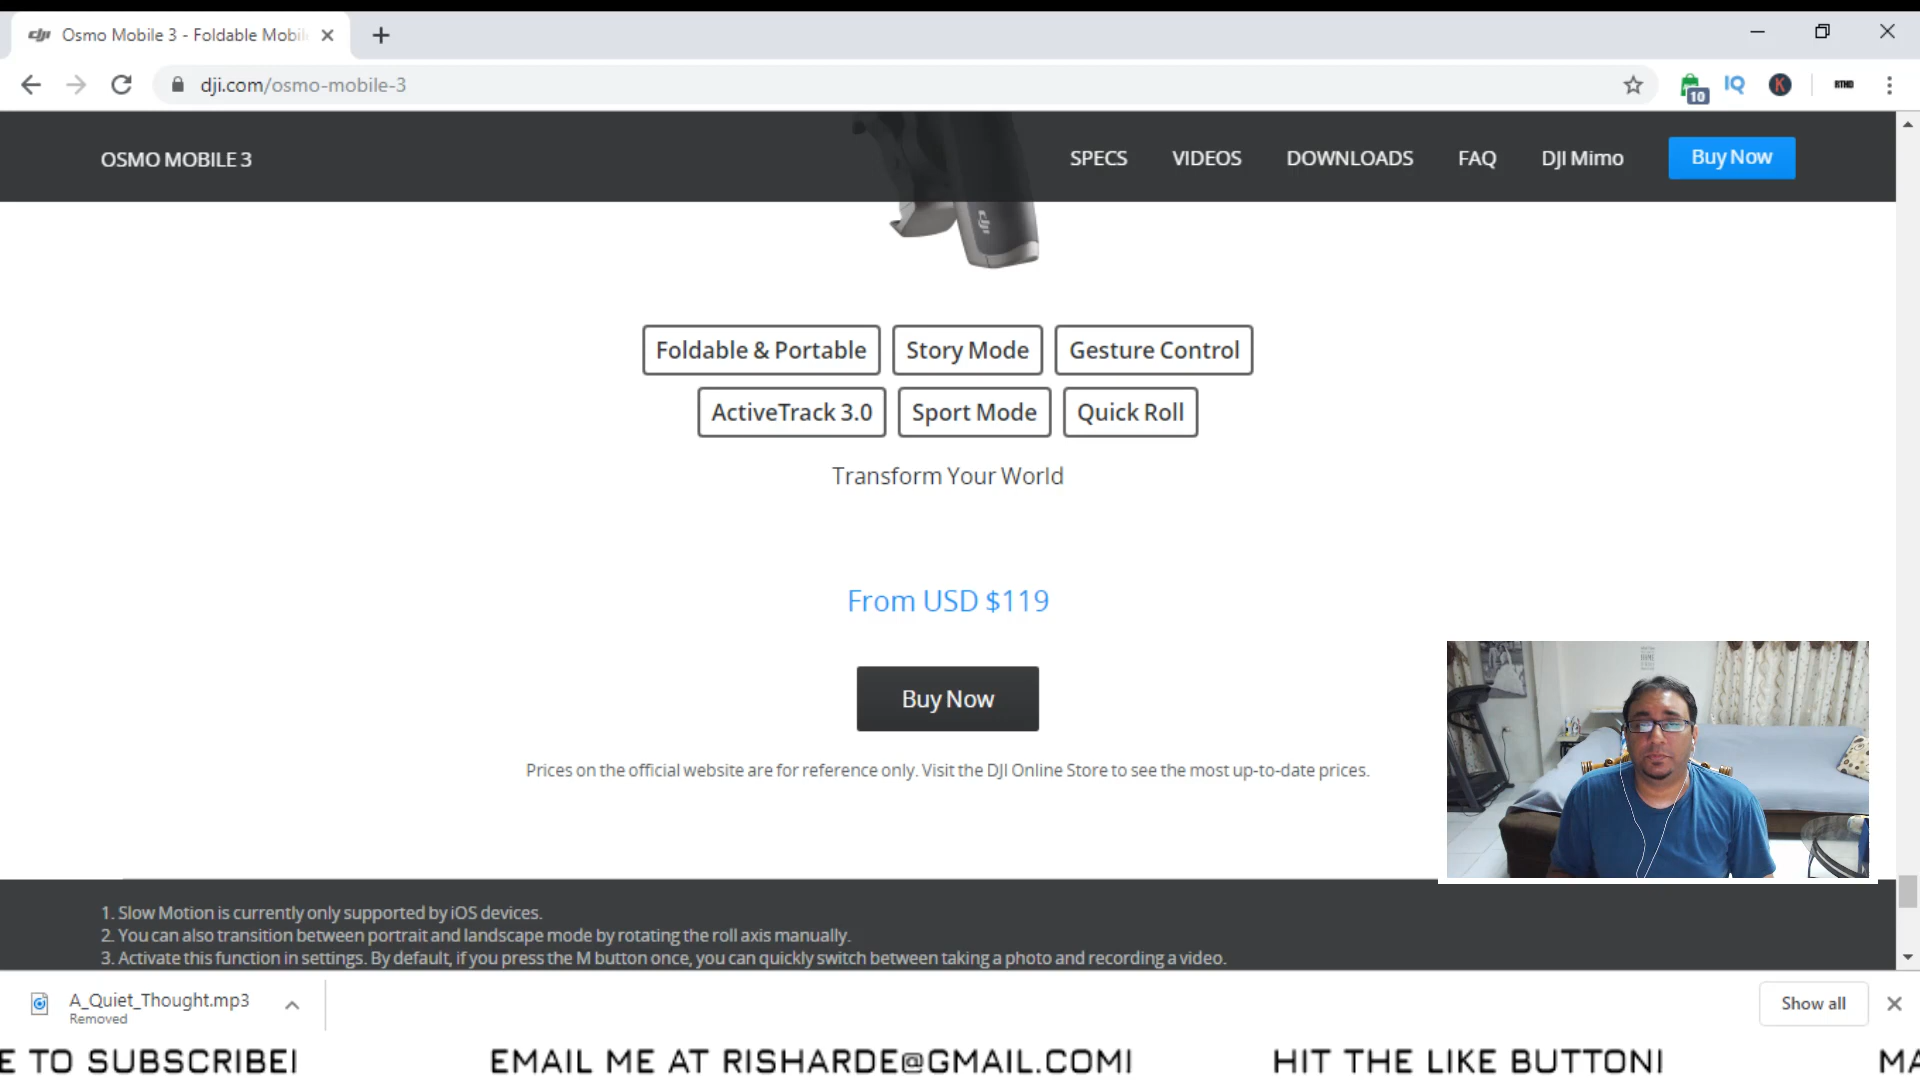 Osmo Mobile 3 - Foldable Mobil
dji.com/osmo-mobile-3
10
IQ
K
RTHD
OSMO MOBILE 3
SPECS
VIDEOS
DOWNLOADS
FAQ
DJI Mimo
Buy Now
dji
Foldable & Portable
Story Mode
Gesture Control
ActiveTrack 3.0
Sport Mode
Quick Roll
Transform Your World
From USD $119
Buy Now
Prices on the official website are for reference only. Visit the DJI Online Store to see the most up-to-date prices.
1. Slow Motion is currently only supported by iOS devices.
2. You can also transition between portrait and landscape mode by rotating the roll axis manually.
3. Activate this function in settings. By default, if you press the M button once, you can quickly switch between taking a photo and recording a video.
A_Quiet_Thought.mp3
Removed
Show all
E TO SUBSCRIBE! EMAIL ME AT RISHARDE@GMAIL.COM! HIT THE LIKE BUTTON! MA